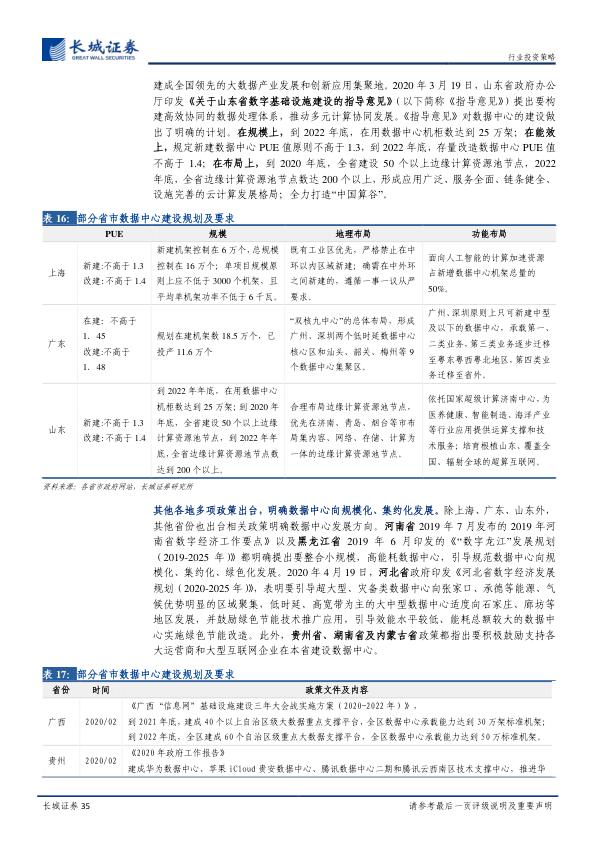 长城证券
GREAT WALL SECURITIES
行业投资策略
建成全国领先的大数据产业发展和创新应用集聚地。2020 年 3 月 19 日，山东省政府办公
厅印发《关于山东省数字基础设施建设的指导意见》（以下简称《指导意见》）提出要构
建高效协同的数据处理体系，推动多元计算协同发展。《指导意见》对数据中心的建设做
出了明确的计划。在规模上，到 2022 年底，在用数据中心机柜数达到 25 万架；在能效
上，规定新建数据中心 PUE 值原则不高于 1.3，到 2022 年底，存量改造数据中心 PUE 值
不高于 1.4；在布局上，到 2020 年底，全省建设 50 个以上边缘计算资源池节点，2022
年底，全省边缘计算资源池节点数达 200 个以上，形成应用广泛、服务全面、链条健全、
设施完善的云计算发展格局；全力打造“中国算谷”。
表 16: 部分省市数据中心建设规划及要求
PUE 规模 地理布局 功能布局
上海
新建:不高于 1.3
改建:不高于 1.4
新建机架控制在 6 万个，总规模
控制在 16 万个；单项目规模原
则上应不低于 3000 个机架，且
平均单机架功率不低于 6 千瓦。
既有工业区优先，严格禁止在中
环以内区域新建；确需在中外环
之间新建的，遵循一事一议从严
要求。
面向人工智能的计算加速资源
占新增数据中心机架总量的
50%。
广东
在建：不高于
1．45
改建:不高于
1．48
规划在建机架数 18.5 万个，已
投产 11.6 万个
“双核九中心”的总体布局，形成
广州、深圳两个低时延数据中心
核心区和汕头、韶关、梅州等 9
个数据中心集聚区。
广州、深圳原则上只可新建中型
及以下的数据中心，承载第一、
二类业务，第三类业务逐步迁移
至粤东粤西粤北地区，第四类业
务迁移至省外。
山东
新建:不高于 1.3
改建:不高于 1.4
到 2022 年年底，在用数据中心
机柜数达到 25 万架；到 2020 年
年底，全省建设 50 个以上边缘
计算资源池节点，到 2022 年年
底，全省边缘计算资源池节点数
达到 200 个以上。
合理布局边缘计算资源池节点，
优先在济南、青岛、烟台等市布
局集内容、网络、存储、计算为
一体的边缘计算资源池节点。
依托国家超级计算济南中心，为
医养健康、智能制造、海洋产业
等行业应用提供运算支撑和技
术服务；培育根植山东、覆盖全
国、辐射全球的超算互联网。
资料来源：各省市政府网站，长城证券研究所
其他各地多项政策出台，明确数据中心向规模化、集约化发展。除上海、广东、山东外，
其他省份也出台相关政策明确数据中心发展方向。河南省 2019 年 7 月发布的 2019 年河
南省数字经济工作要点》以及黑龙江省 2019 年 6 月印发的《“数字龙江”发展规划
（2019-2025 年）》都明确提出要整合小规模，高能耗数据中心，引导规范数据中心向规
模化、集约化、绿色化发展。2020 年 4 月 19 日，河北省政府印发《河北省数字经济发展
规划（2020-2025 年）》，表明要引导超大型、灾备类数据中心向张家口、承德等能源、气
候优势明显的区域聚集，低时延、高宽带为主的大中型数据中心适度向石家庄、廊坊等
地区发展，并鼓励绿色节能技术推广应用，引导效能水平较低、能耗总额较大的数据中
心实施绿色节能改造。此外，贵州省、湖南省及内蒙古省政策都指出要积极鼓励支持各
大运营商和大型互联网企业在本省建设数据中心。
表 17: 部分省市数据中心建设规划及要求
省份 时间 政策文件及内容
广西 2020/02
《广西“信息网”基础设施建设三年大会战实施方案（2020-2022 年）》，
到 2021 年底，建成 40 个以上自治区级大数据重点支撑平台，全区数据中心承载能力达到 30 万架标准机架；
到 2022 年底，全区建成 60 个自治区级重点大数据支撑平台，全区数据中心承载能力达到 50 万标准机架。
贵州 2020/02
《2020 年政府工作报告》
建成华为数据中心，苹果 iCloud 贵安数据中心、腾讯数据中心二期和腾讯云西南区技术支撑中心，推进华
长城证券 35
请参考最后一页评级说明及重要声明